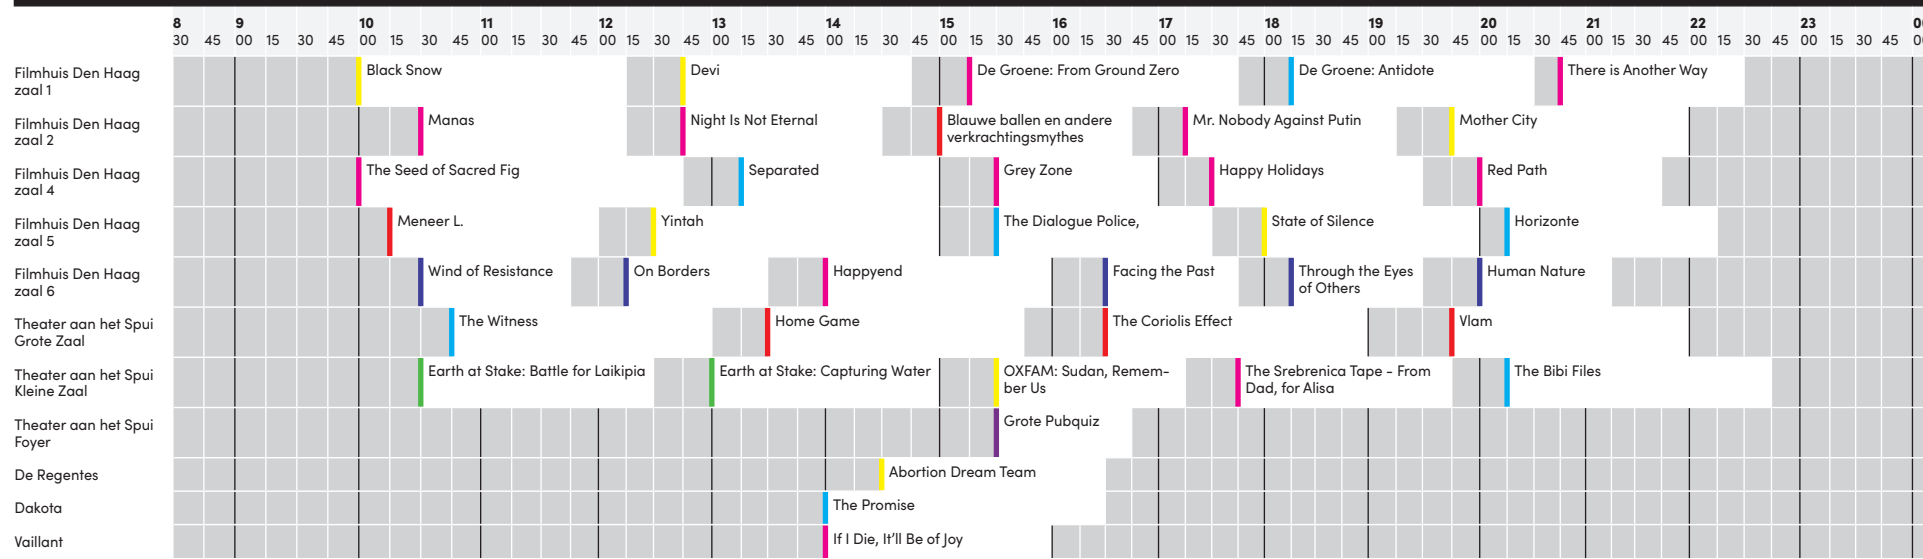 8 9 10 11 12 13 14 15 16 17 18 19 20 21 22 23
30 45 00 15 30 45 00 15 30 45 00 15 30 45 00 15 30 45 00 15 30 45 00 15 30 45 00 15 30 45 00 15 30 45 00 15 30 45 00 15 30 45 00 15 30 45 00 15 30 45 00 15 30 45 00 15 30 45 00 15 30 45
Filmhuis Den Haag
zaal 1
Black Snow
Devi
De Groene: From Ground Zero
De Groene: Antidote
There is Another Way
Filmhuis Den Haag
zaal 2
Manas
Night Is Not Eternal
Blauwe ballen en andere
verkrachtingsmythes
Mr. Nobody Against Putin
Mother City
Filmhuis Den Haag
zaal 4
The Seed of Sacred Fig
Separated
Grey Zone
Happy Holidays
Red Path
Filmhuis Den Haag
zaal 5
Meneer L.
Yintah
The Dialogue Police,
State of Silence
Horizonte
Filmhuis Den Haag
zaal 6
Wind of Resistance
On Borders
Happyend
Facing the Past
Through the Eyes
of Others
Human Nature
Theater aan het Spui
Grote Zaal
The Witness
Home Game
The Coriolis Effect
Vlam
Theater aan het Spui
Kleine Zaal
Earth at Stake: Battle for Laikipia
Earth at Stake: Capturing Water
OXFAM: Sudan, Remem-
ber Us
The Srebrenica Tape - From
Dad, for Alisa
The Bibi Files
Theater aan het Spui
Foyer
Grote Pubquiz
De Regentes
Abortion Dream Team
Dakota
The Promise
Vaillant
If I Die, It'll Be of Joy